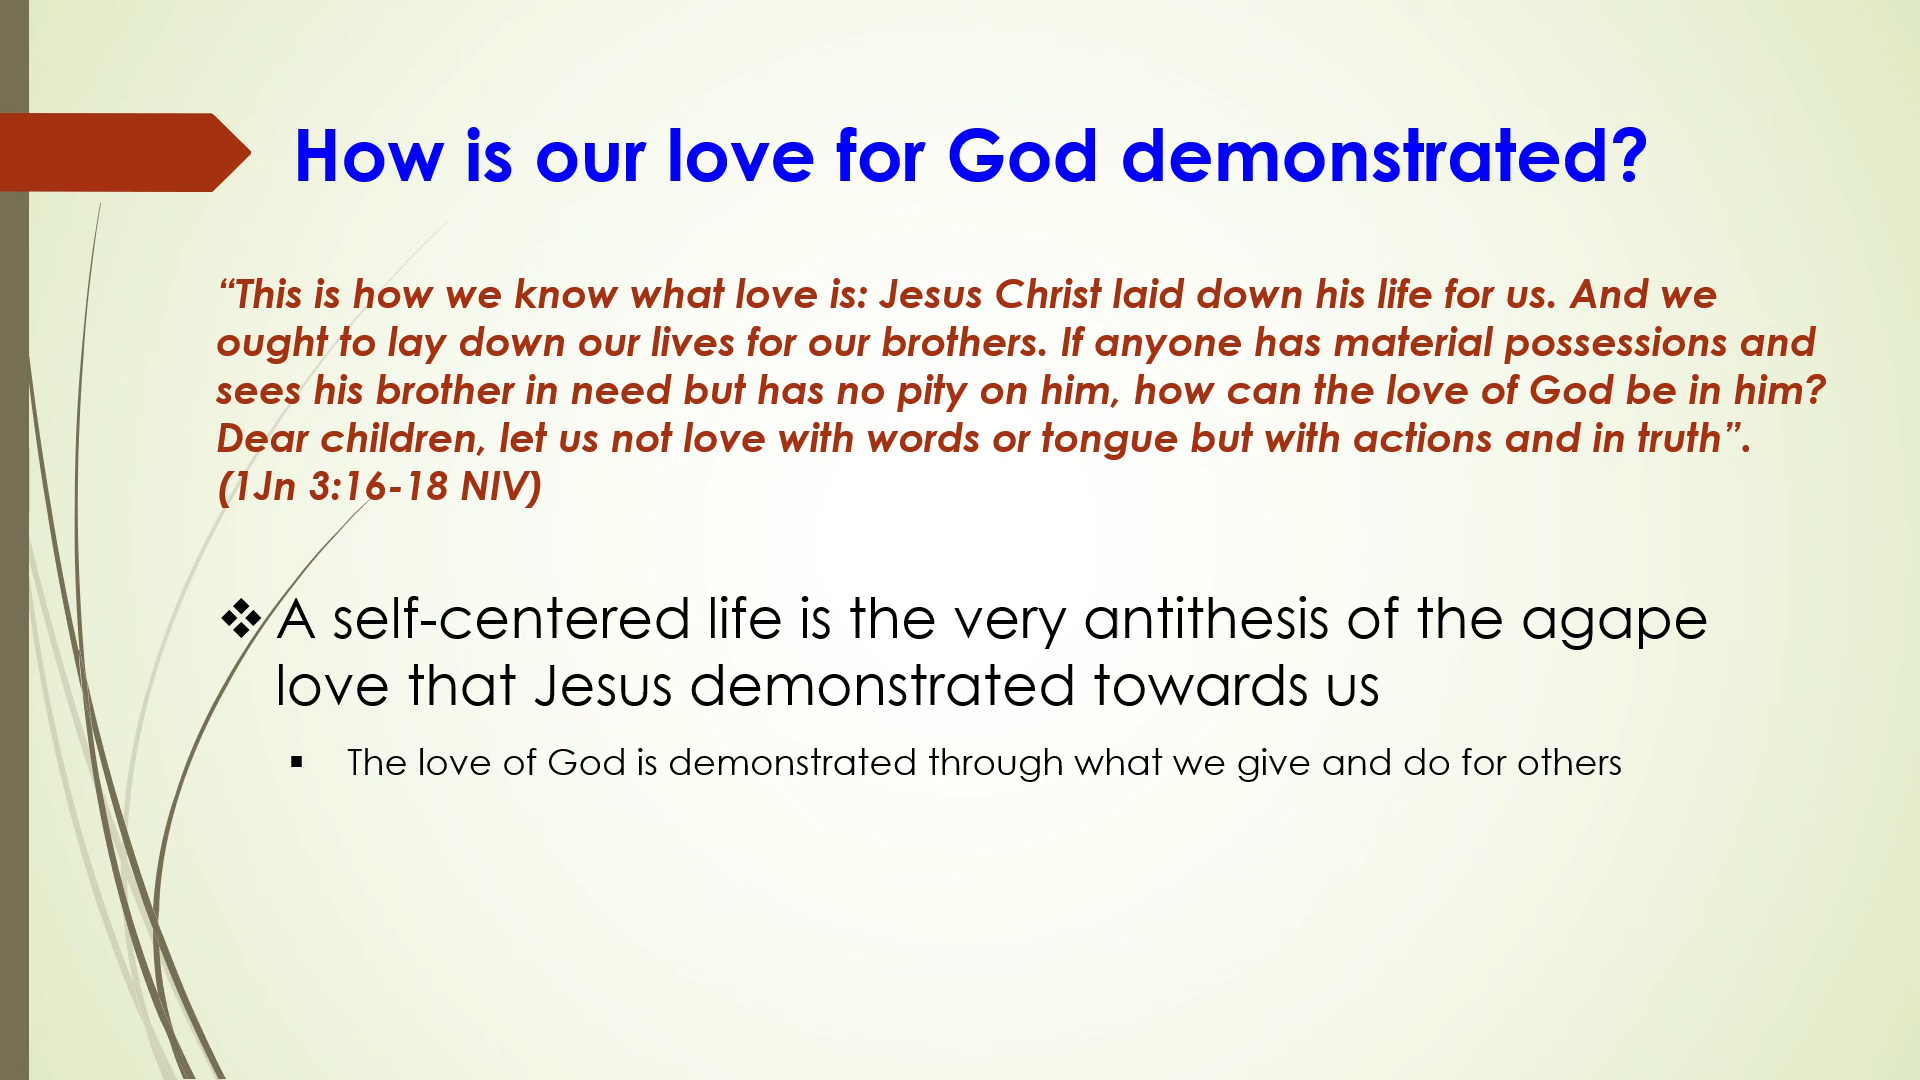 How is our love for God demonstrated?
“This is how we know what love is: Jesus Christ laid down his life for us. And we
ought to lay down our lives for our brothers. If anyone has material possessions and
sees his brother in need but has no pity on him, how can the love of God be in him?
Dear children, let us not love with words or tongue but with actions and in truth”.
(1Jn 3:16-18 NIV)
❖ A self-centered life is the very antithesis of the agape
love that Jesus demonstrated towards us
▪ The love of God is demonstrated through what we give and do for others